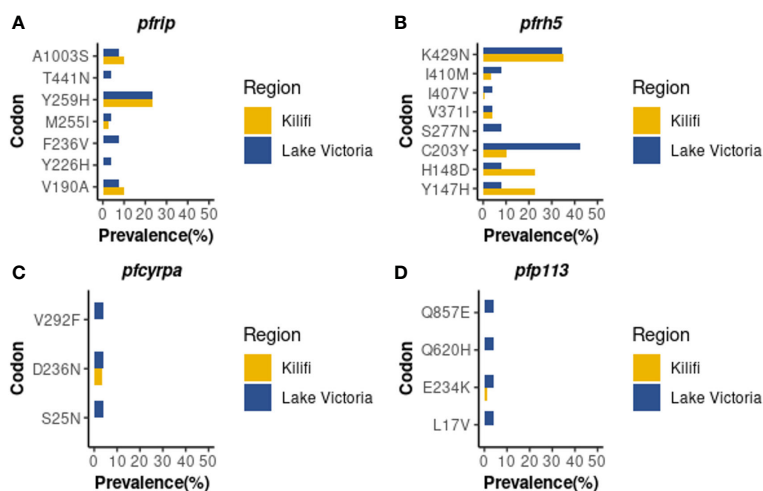 A
pfrip
Codon
A1003S
T441N
Y259H
M255I
F236V
Y226H
V190A
0 10 20 30 40 50
Prevalence(%)
Region
Kilifi
Lake Victoria
B
pfrh5
Codon
K429N
I410M
I407V
V371I
S277N
C203Y
H148D
Y147H
0 10 20 30 40 50
Prevalence(%)
Region
Kilifi
Lake Victoria
C
pfcyrpa
Codon
V292F
D236N
S25N
0 10 20 30 40 50
Prevalence(%)
Region
Kilifi
Lake Victoria
D
pfp113
Codon
Q857E
Q620H
E234K
L17V
0 10 20 30 40 50
Prevalence(%)
Region
Kilifi
Lake Victoria